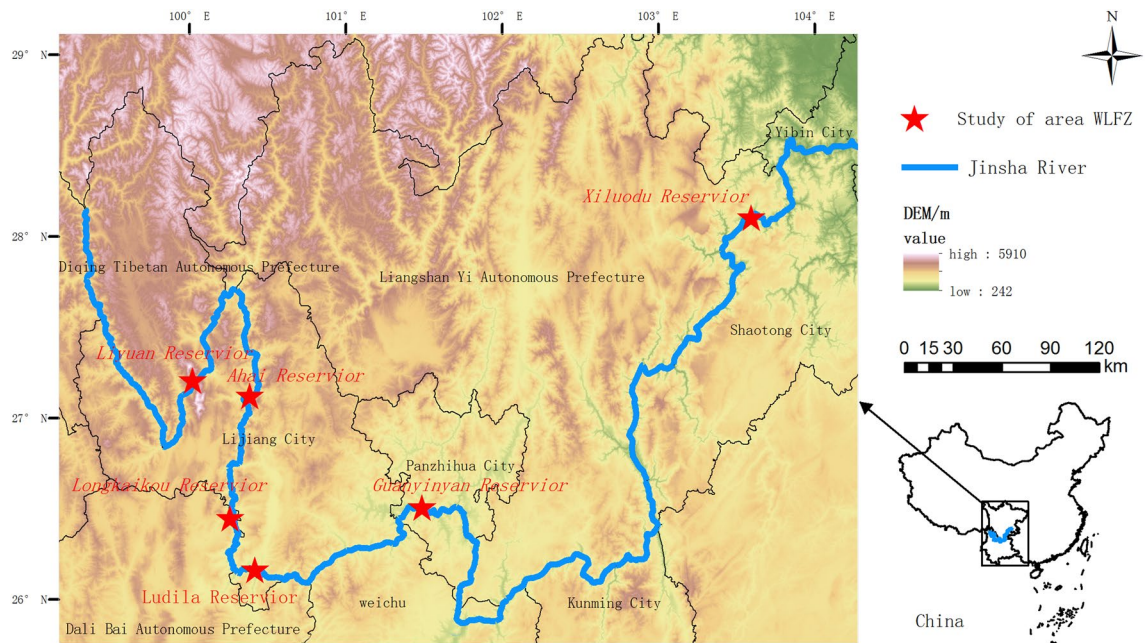 100° E
101° E
102° E
103° E
104° E
N
29° N
28° N
27° N
26° N
Yibin City
Xiluodu Reservior
Diqing Tibetan Autonomous Prefecture
Liangshan Yi Autonomous Prefecture
Shaotong City
Liyuan Reservior
Ahai Reservior
Lijiang City
Panzhihua City
Longkaikou Reservior
Guanyinyan Reservior
Ludila Reservior
weichu
Kunming City
Dali Bai Autonomous Prefecture
Study of area WLFZ
Jinsha River
DEM/m
value
high : 5910
low : 242
0 15 30 60 90 120
km
China